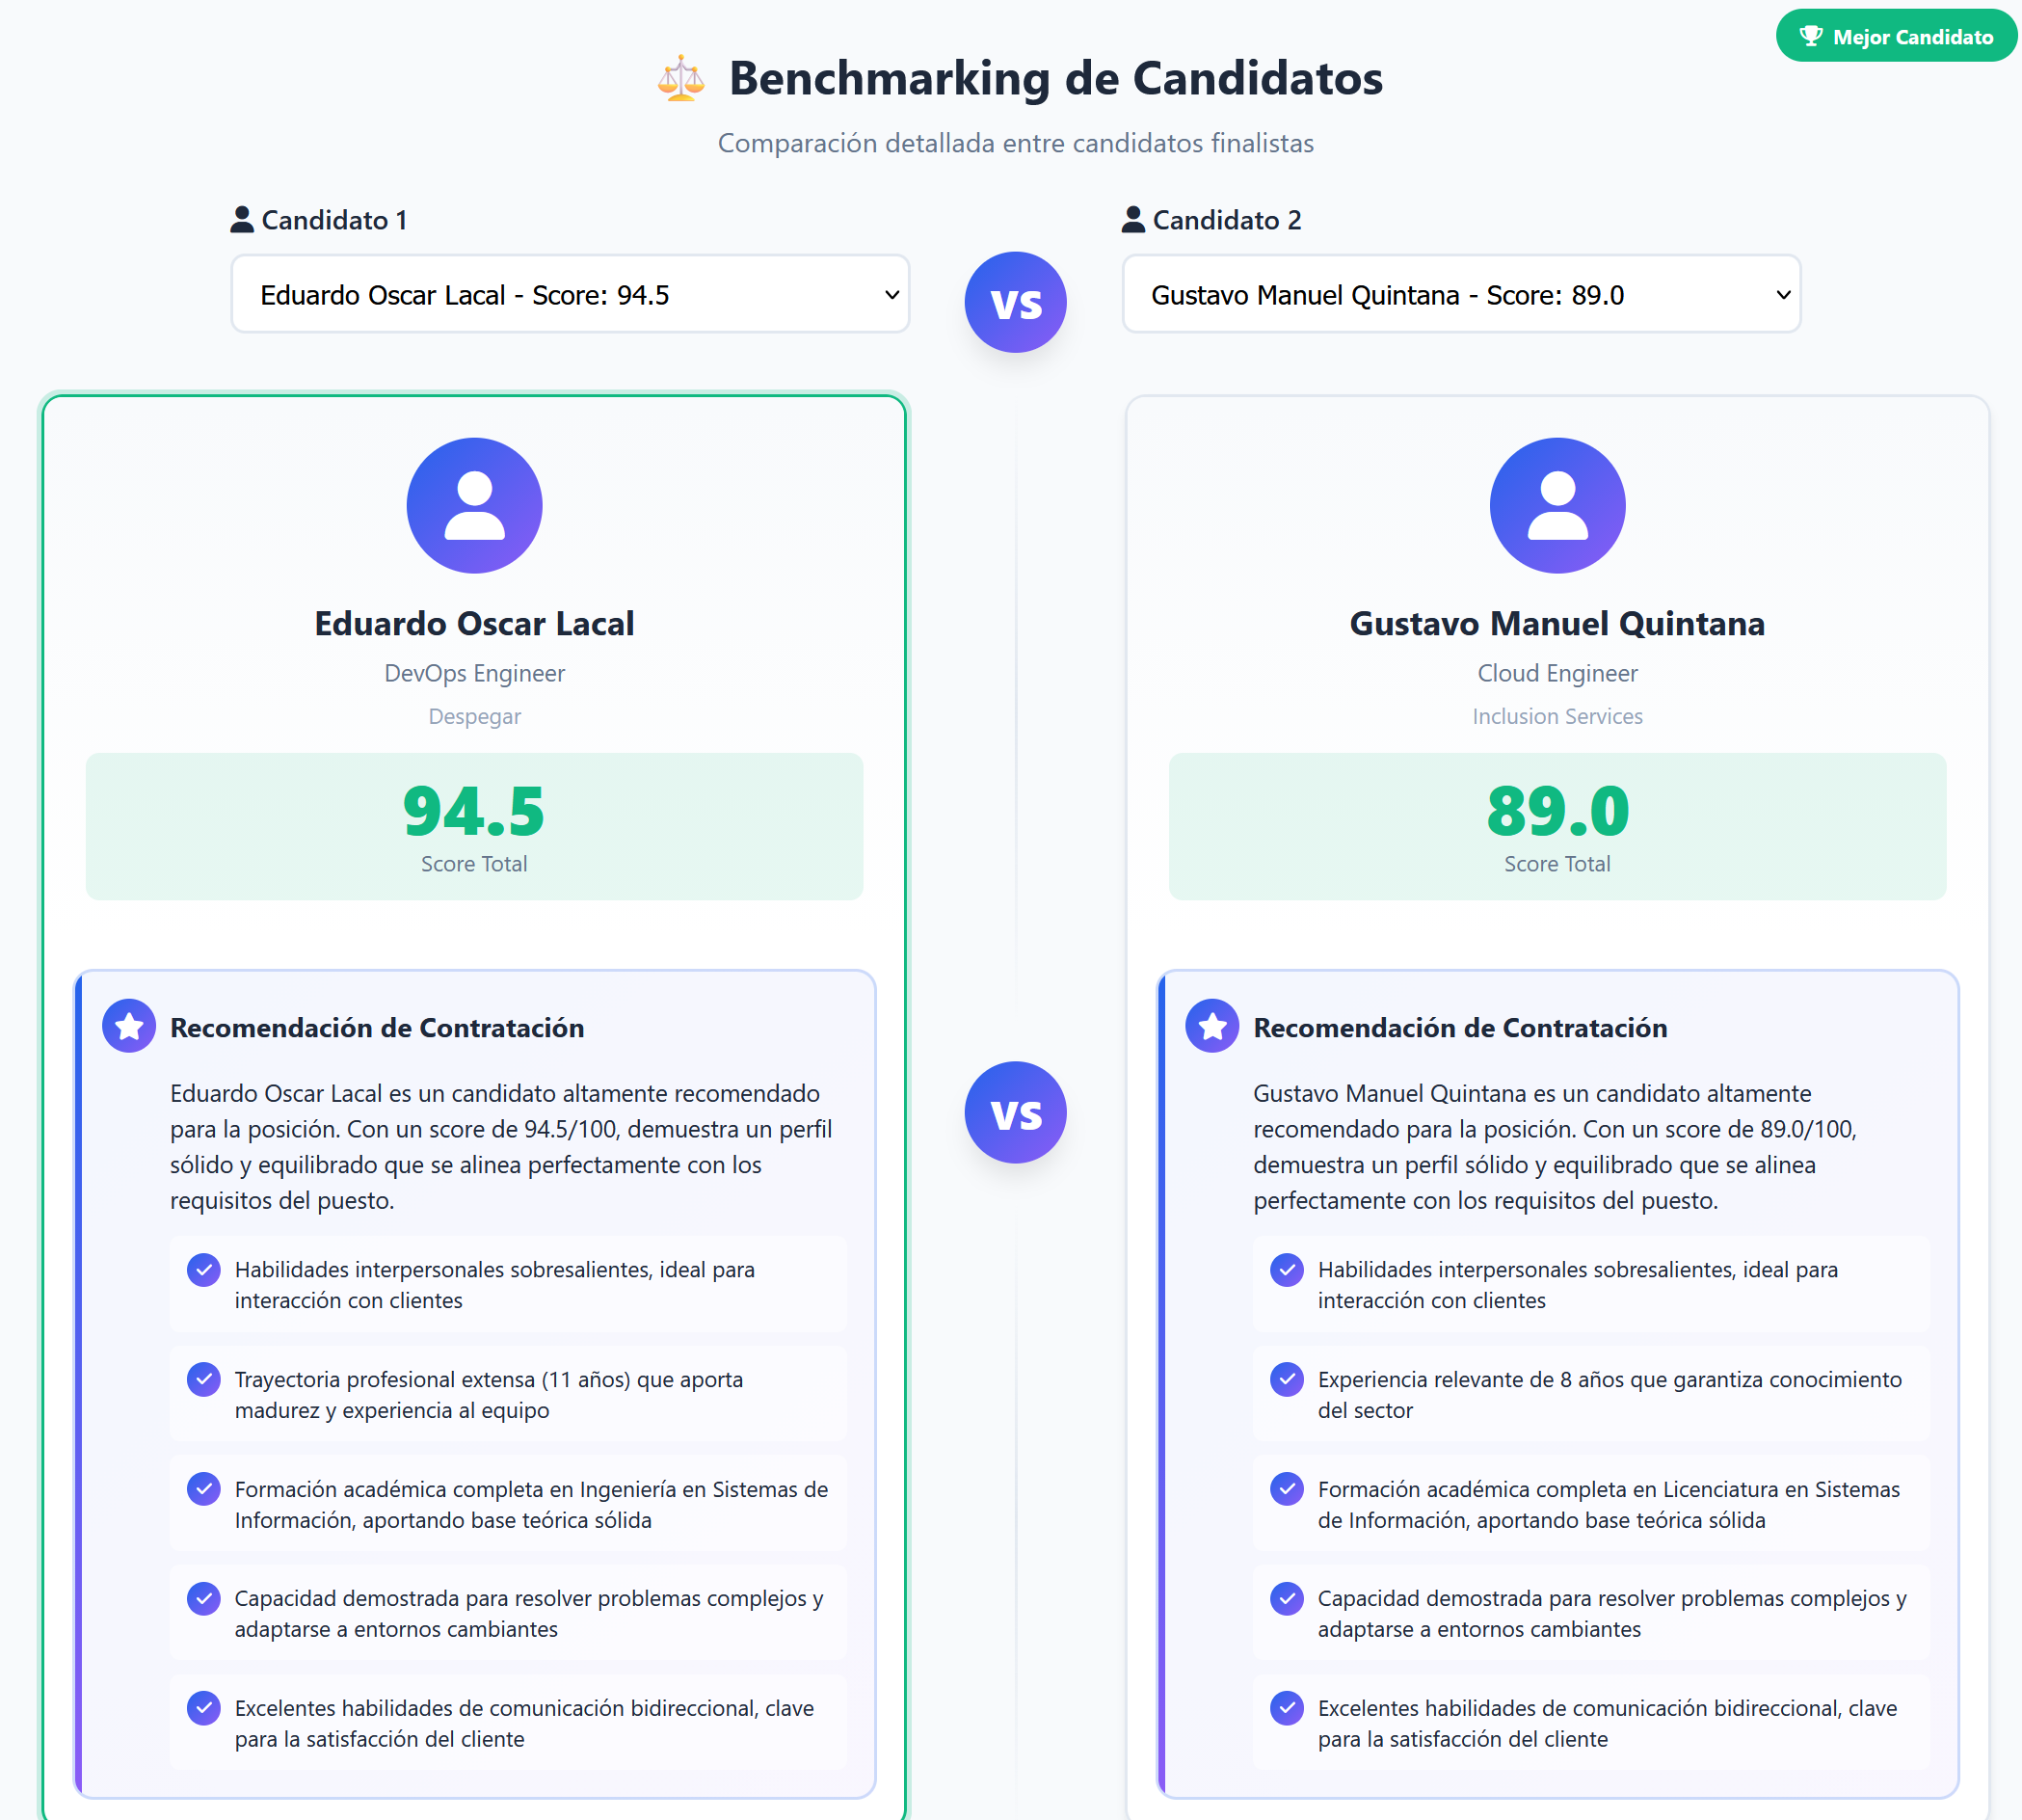 Mejor Candidato
Benchmarking de Candidatos
Comparación detallada entre candidatos finalistas
Candidato 1
Eduardo Oscar Lacal - Score: 94.5
VS
Candidato 2
Gustavo Manuel Quintana - Score: 89.0
Eduardo Oscar Lacal
DevOps Engineer
Despegar
94.5
Score Total
Recomendación de Contratación
Eduardo Oscar Lacal es un candidato altamente recomendado
para la posición. Con un score de 94.5/100, demuestra un perfil
sólido y equilibrado que se alinea perfectamente con los
requisitos del puesto.
Habilidades interpersonales sobresalientes, ideal para
interacción con clientes
Trayectoria profesional extensa (11 años) que aporta
madurez y experiencia al equipo
Formación académica completa en Ingeniería en Sistemas de
Información, aportando base teórica sólida
Capacidad demostrada para resolver problemas complejos y
adaptarse a entornos cambiantes
Excelentes habilidades de comunicación bidireccional, clave
para la satisfacción del cliente
VS
Gustavo Manuel Quintana
Cloud Engineer
Inclusion Services
89.0
Score Total
Recomendación de Contratación
Gustavo Manuel Quintana es un candidato altamente
recomendado para la posición. Con un score de 89.0/100,
demuestra un perfil sólido y equilibrado que se alinea
perfectamente con los requisitos del puesto.
Habilidades interpersonales sobresalientes, ideal para
interacción con clientes
Experiencia relevante de 8 años que garantiza conocimiento
del sector
Formación académica completa en Licenciatura en Sistemas
de Información, aportando base teórica sólida
Capacidad demostrada para resolver problemas complejos y
adaptarse a entornos cambiantes
Excelentes habilidades de comunicación bidireccional, clave
para la satisfacción del cliente